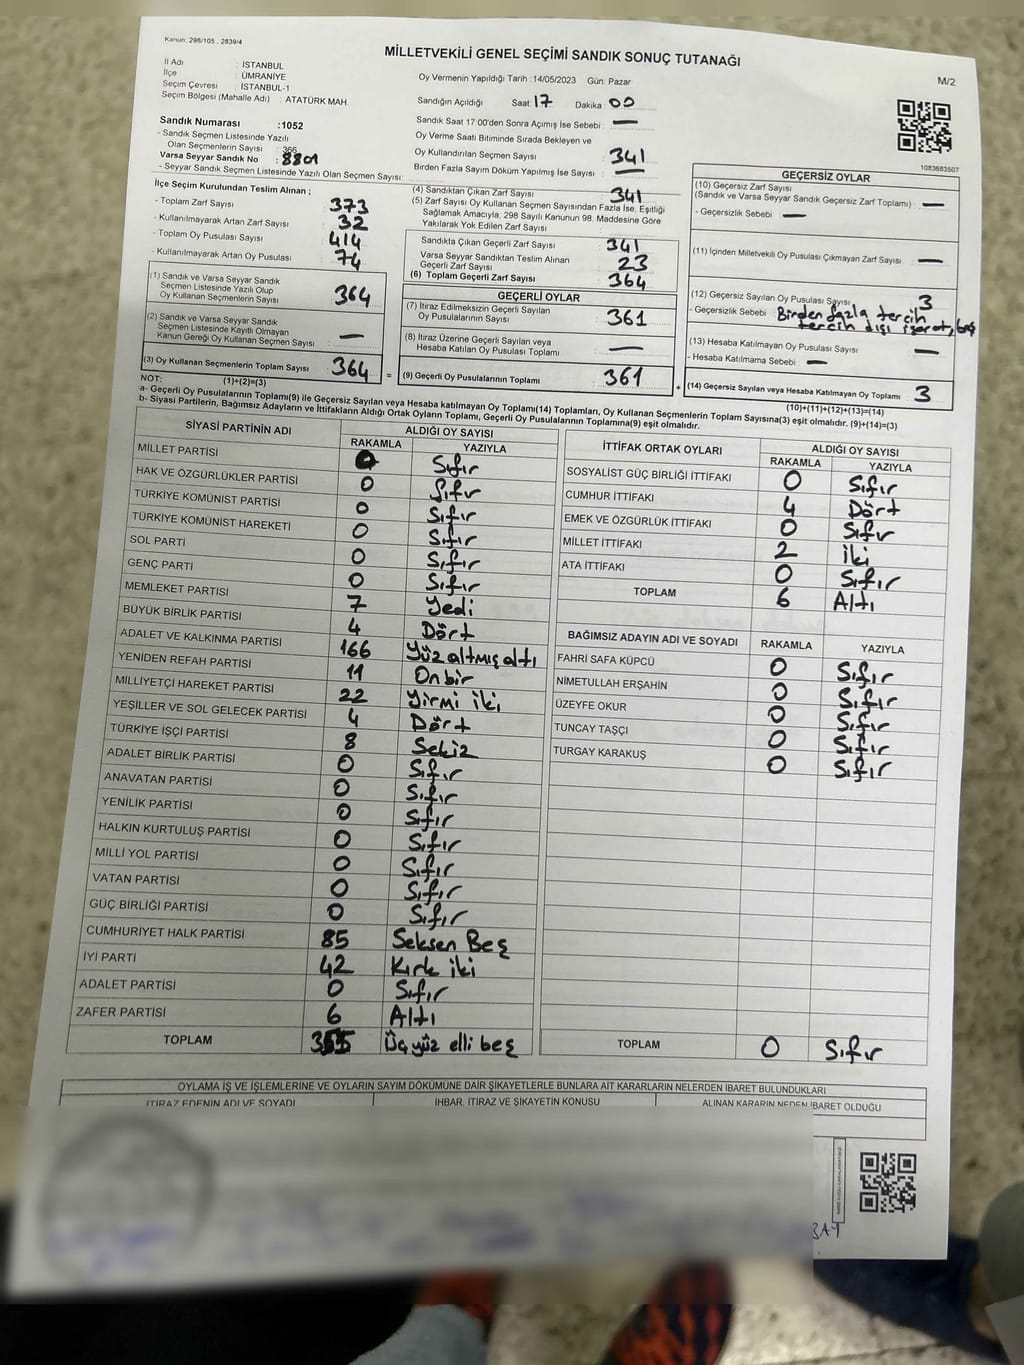 Kanun: 298/105 , 2839/4
MİLLETVEKİLİ GENEL SEÇİMİ SANDIK SONUÇ TUTANAĞI
M/2
İl Adı : İSTANBUL
İlçe : ÜMRANİYE
Seçim Çevresi : İSTANBUL-1
Seçim Bölgesi (Mahalle Adı) : ATATÜRK MAH.
Sandık Numarası :1052
- Sandık Seçmen Listesinde Yazılı
Olan Seçmenlerin Sayısı : 366
Varsa Seyyar Sandık No : 8801
- Seyyar Sandık Seçmen Listesinde Yazılı Olan Seçmen Sayısı:
Oy Vermenin Yapıldığı Tarih :14/05/2023 Gün: Pazar
Sandığın Açıldığı Saat: 17 Dakika : 00
Sandık Saat 17:00'den Sonra Açımış İse Sebebi : —
Oy Verme Saati Bitiminde Sırada Bekleyen ve
Oy Kullandırılan Seçmen Sayısı : 341
Birden Fazla Sayım Döküm Yapılmış İse Sayısı : —
1083683507
İlçe Seçim Kurulundan Teslim Alınan ;
- Toplam Zarf Sayısı : 373
- Kullanılmayarak Artan Zarf Sayısı : 32
- Toplam Oy Pusulası Sayısı : 414
- Kullanılmayarak Artan Oy Pusulası : 74
(1) Sandık ve Varsa Seyyar Sandık
Seçmen Listesinde Yazılı Olup
Oy Kullanan Seçmenlerin Sayısı : 364
(2) Sandık ve Varsa Seyyar Sandık
Seçmen Listesinde Kayıtlı Olmayan
Kanun Gereği Oy Kullanan Seçmen Sayısı : —
(3) Oy Kullanan Seçmenlerin Toplam Sayısı : 364 =
NOT: (1)+(2)=(3)
(4) Sandıktan Çıkan Zarf Sayısı : 341
(5) Zarf Sayısı Oy Kullanan Seçmen Sayısından Fazla İse, Eşitliği
Sağlamak Amacıyla, 298 Sayılı Kanunun 98. Maddesine Göre
Yakılarak Yok Edilen Zarf Sayısı :
Sandıkta Çıkan Geçerli Zarf Sayısı : 341
Varsa Seyyar Sandıktan Teslim Alınan
Geçerli Zarf Sayısı : 23
(6) Toplam Geçerli Zarf Sayısı : 364
GEÇERLİ OYLAR
(7) İtiraz Edilmeksizin Geçerli Sayılan
Oy Pusulalarının Sayısı : 361
(8) İtiraz Üzerine Geçerli Sayılan veya
Hesaba Katılan Oy Pusulası Toplamı : —
(9) Geçerli Oy Pusulalarının Toplamı : 361 +
GEÇERSİZ OYLAR
(10) Geçersiz Zarf Sayısı
(Sandık ve Varsa Seyyar Sandık Geçersiz Zarf Toplamı) : —
- Geçersizlik Sebebi : —
(11) İçinden Milletvekili Oy Pusulası Çıkmayan Zarf Sayısı : —
(12) Geçersiz Sayılan Oy Pusulası Sayısı : 3
- Geçersizlik Sebebi : Birden fazla tercih
tercih dışı işaret, boş
(13) Hesaba Katılmayan Oy Pusulası Sayısı : —
- Hesaba Katılmama Sebebi : —
(14) Geçersiz Sayılan veya Hesaba Katılmayan Oy Toplamı : 3
(10)+(11)+(12)+(13)=(14)
a- Geçerli Oy Pusulalarının Toplamı(9) ile Geçersiz Sayılan veya Hesaba katılmayan Oy Toplamı(14) Toplamları, Oy Kullanan Seçmenlerin Toplam Sayısına(3) eşit olmalıdır. (9)+(14)=(3)
b- Siyasi Partilerin, Bağımsız Adayların ve İttifakların Aldığı Ortak Oyların Toplamı, Geçerli Oy Pusulalarının Toplamına(9) eşit olmalıdır.
SİYASİ PARTİNİN ADI ALDIĞI OY SAYISI
RAKAMLA YAZIYLA
MİLLET PARTİSİ 0 Sıfır
HAK VE ÖZGÜRLÜKLER PARTİSİ 0 Sıfır
TÜRKİYE KOMÜNİST PARTİSİ 0 Sıfır
TÜRKİYE KOMÜNİST HAREKETİ 0 Sıfır
SOL PARTİ 0 Sıfır
GENÇ PARTİ 0 Sıfır
MEMLEKET PARTİSİ 7 Yedi
BÜYÜK BİRLİK PARTİSİ 4 Dört
ADALET VE KALKINMA PARTİSİ 166 Yüz altmış altı
YENİDEN REFAH PARTİSİ 11 Onbir
MİLLİYETÇİ HAREKET PARTİSİ 22 Yirmi iki
YEŞİLLER VE SOL GELECEK PARTİSİ 4 Dört
TÜRKİYE İŞÇİ PARTİSİ 8 Sekiz
ADALET BİRLİK PARTİSİ 0 Sıfır
ANAVATAN PARTİSİ 0 Sıfır
YENİLİK PARTİSİ 0 Sıfır
HALKIN KURTULUŞ PARTİSİ 0 Sıfır
MİLLİ YOL PARTİSİ 0 Sıfır
VATAN PARTİSİ 0 Sıfır
GÜÇ BİRLİĞİ PARTİSİ 0 Sıfır
CUMHURİYET HALK PARTİSİ 85 Seksen Beş
İYİ PARTİ 42 Kırk iki
ADALET PARTİSİ 0 Sıfır
ZAFER PARTİSİ 6 Altı
TOPLAM 355 Üç yüz elli beş
İTTİFAK ORTAK OYLARI ALDIĞI OY SAYISI
RAKAMLA YAZIYLA
SOSYALİST GÜÇ BİRLİĞİ İTTİFAKI 0 Sıfır
CUMHUR İTTİFAKI 4 Dört
EMEK VE ÖZGÜRLÜK İTTİFAKI 0 Sıfır
MİLLET İTTİFAKI 2 İki
ATA İTTİFAKI 0 Sıfır
TOPLAM 6 Altı
BAĞIMSIZ ADAYIN ADI VE SOYADI RAKAMLA YAZIYLA
FAHRİ SAFA KÜPCÜ 0 Sıfır
NİMETULLAH ERŞAHİN 0 Sıfır
ÜZEYFE OKUR 0 Sıfır
TUNCAY TAŞÇI 0 Sıfır
TURGAY KARAKUŞ 0 Sıfır
TOPLAM 0 Sıfır
OYLAMA İŞ VE İŞLEMLERİNE VE OYLARIN SAYIM DÖKÜMÜNE DAİR ŞİKAYETLERLE BUNLARA AİT KARARLARIN NELERDEN İBARET BULUNDUKLARI
İTİRAZ EDENİN ADI VE SOYADI İHBAR, İTİRAZ VE ŞİKAYETİN KONUSU ALINAN KARARIN NEDEN İBARET OLDUĞU